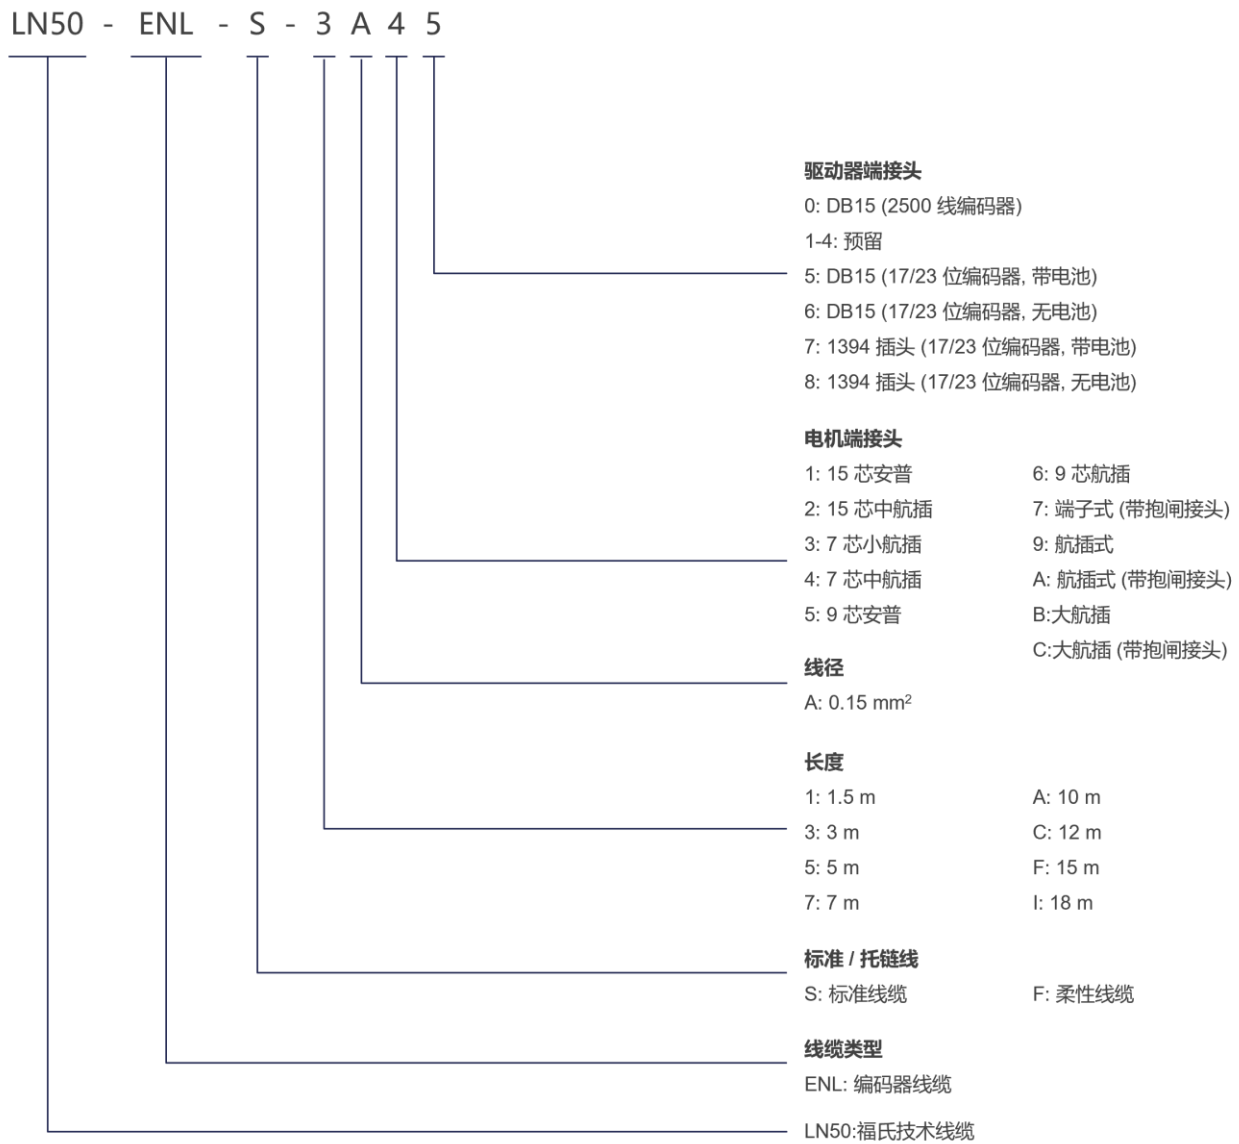 LN50 - ENL - S - 3 A 4 5
驱动器端接头
0: DB15 (2500 线编码器)
1-4: 预留
5: DB15 (17/23 位编码器, 带电池)
6: DB15 (17/23 位编码器, 无电池)
7: 1394 插头 (17/23 位编码器, 带电池)
8: 1394 插头 (17/23 位编码器, 无电池)
电机端接头
1: 15 芯安普 6: 9 芯航插
2: 15 芯中航插 7: 端子式 (带抱闸接头)
3: 7 芯小航插 9: 航插式
4: 7 芯中航插 A: 航插式 (带抱闸接头)
5: 9 芯安普 B:大航插
C:大航插 (带抱闸接头)
线径
A: 0.15 mm²
长度
1: 1.5 m A: 10 m
3: 3 m C: 12 m
5: 5 m F: 15 m
7: 7 m I: 18 m
标准 / 托链线
S: 标准线缆 F: 柔性线缆
线缆类型
ENL: 编码器线缆
LN50:福氏技术线缆